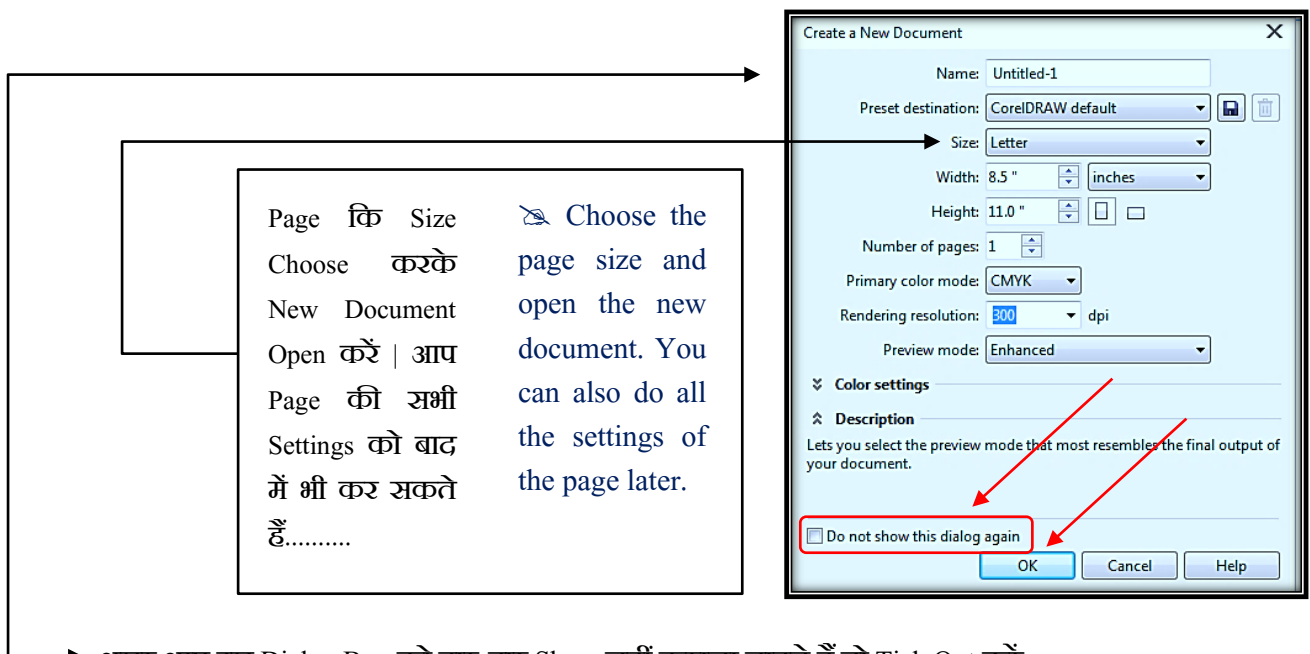 Create a New Document
Name: Untitled-1
Preset destination: CorelDRAW default
Size: Letter
Width: 8.5 " inches
Height: 11.0 "
Number of pages: 1
Primary color mode: CMYK
Rendering resolution: 300 dpi
Preview mode: Enhanced
Color settings
Description
Lets you select the preview mode that most resembles the final output of
your document.
Do not show this dialog again
OK Cancel Help
Page कि Size
Choose करके
New Document
Open करें | आप
Page की सभी
Settings को बाद
में भी कर सकते
हैं..........
Choose the
page size and
open the new
document. You
can also do all
the settings of
the page later.